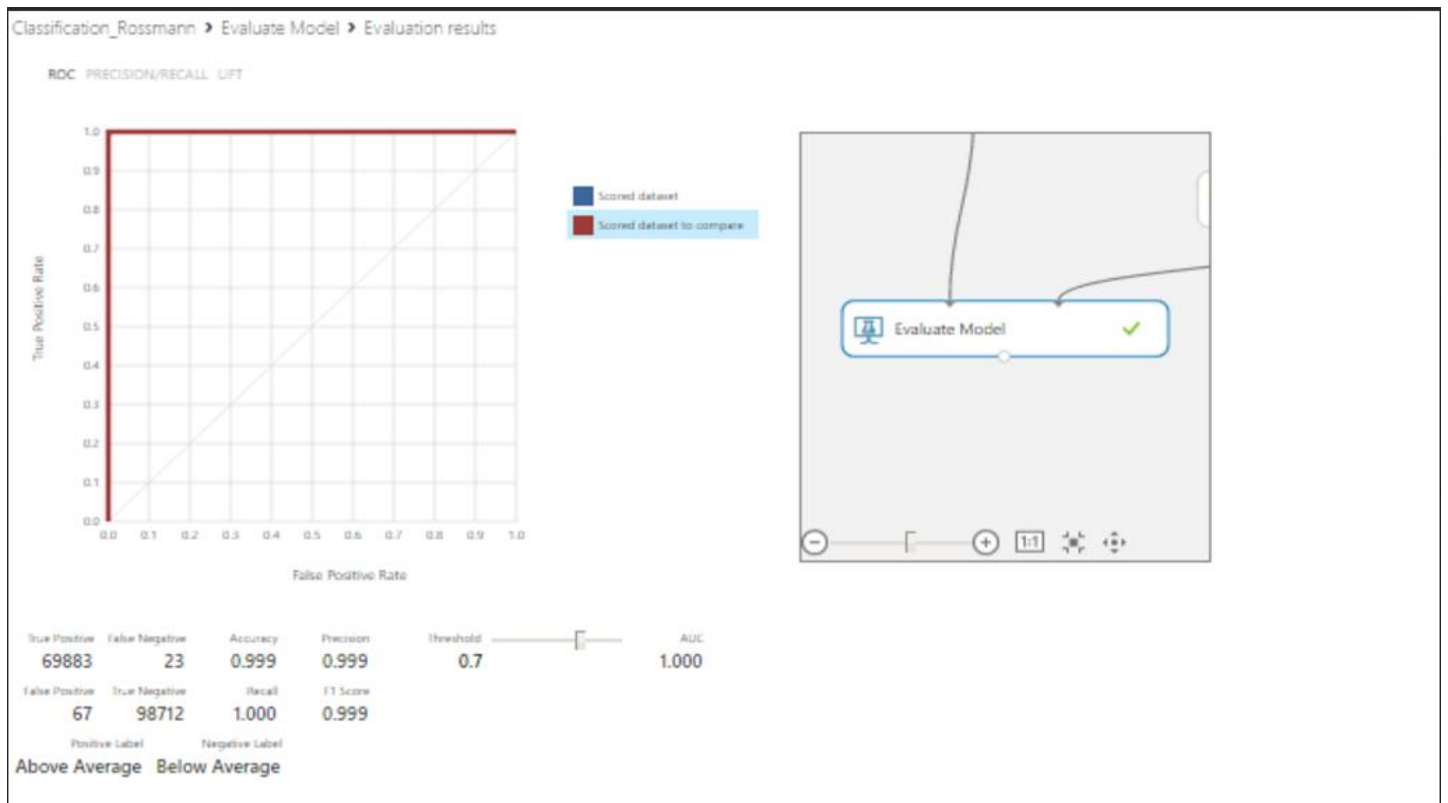 Classification_Rossmann > Evaluate Model > Evaluation results
ROC PRECISION/RECALL LIFT
1.0
0.9
0.8
0.7
0.6
0.5
0.4
0.3
0.2
0.1
0.0
True Positive Rate
0.0 0.1 0.2 0.3 0.4 0.5 0.6 0.7 0.8 0.9 1.0
False Positive Rate
Scored dataset
Scored dataset to compare
Evaluate Model
1:1
True Positive False Negative Accuracy Precision Threshold AUC
69883 23 0.999 0.999 0.7 1.000
False Positive True Negative Recall F1 Score
67 98712 1.000 0.999
Positive Label Negative Label
Above Average Below Average